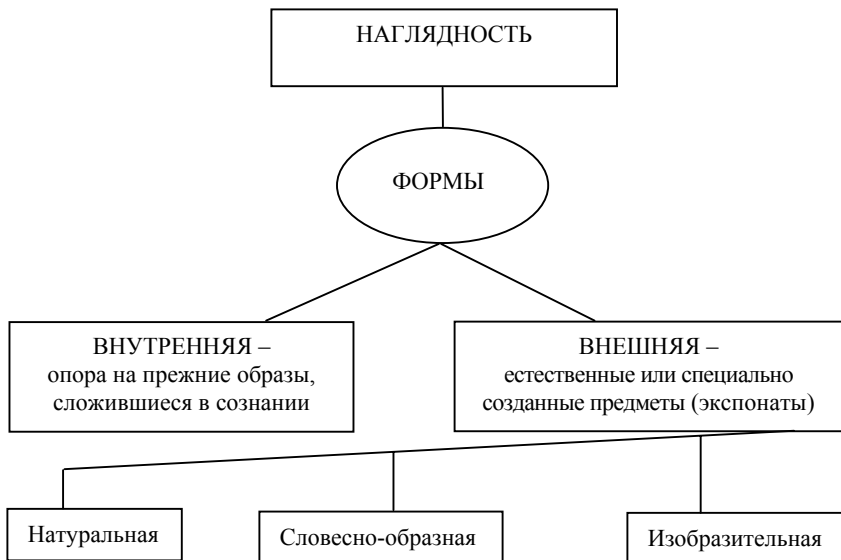 НАГЛЯДНОСТЬ
ФОРМЫ
ВНУТРЕННЯЯ –
опора на прежние образы,
сложившиеся в сознании
ВНЕШНЯЯ –
естественные или специально
созданные предметы (экспонаты)
Натуральная
Словесно-образная
Изобразительная